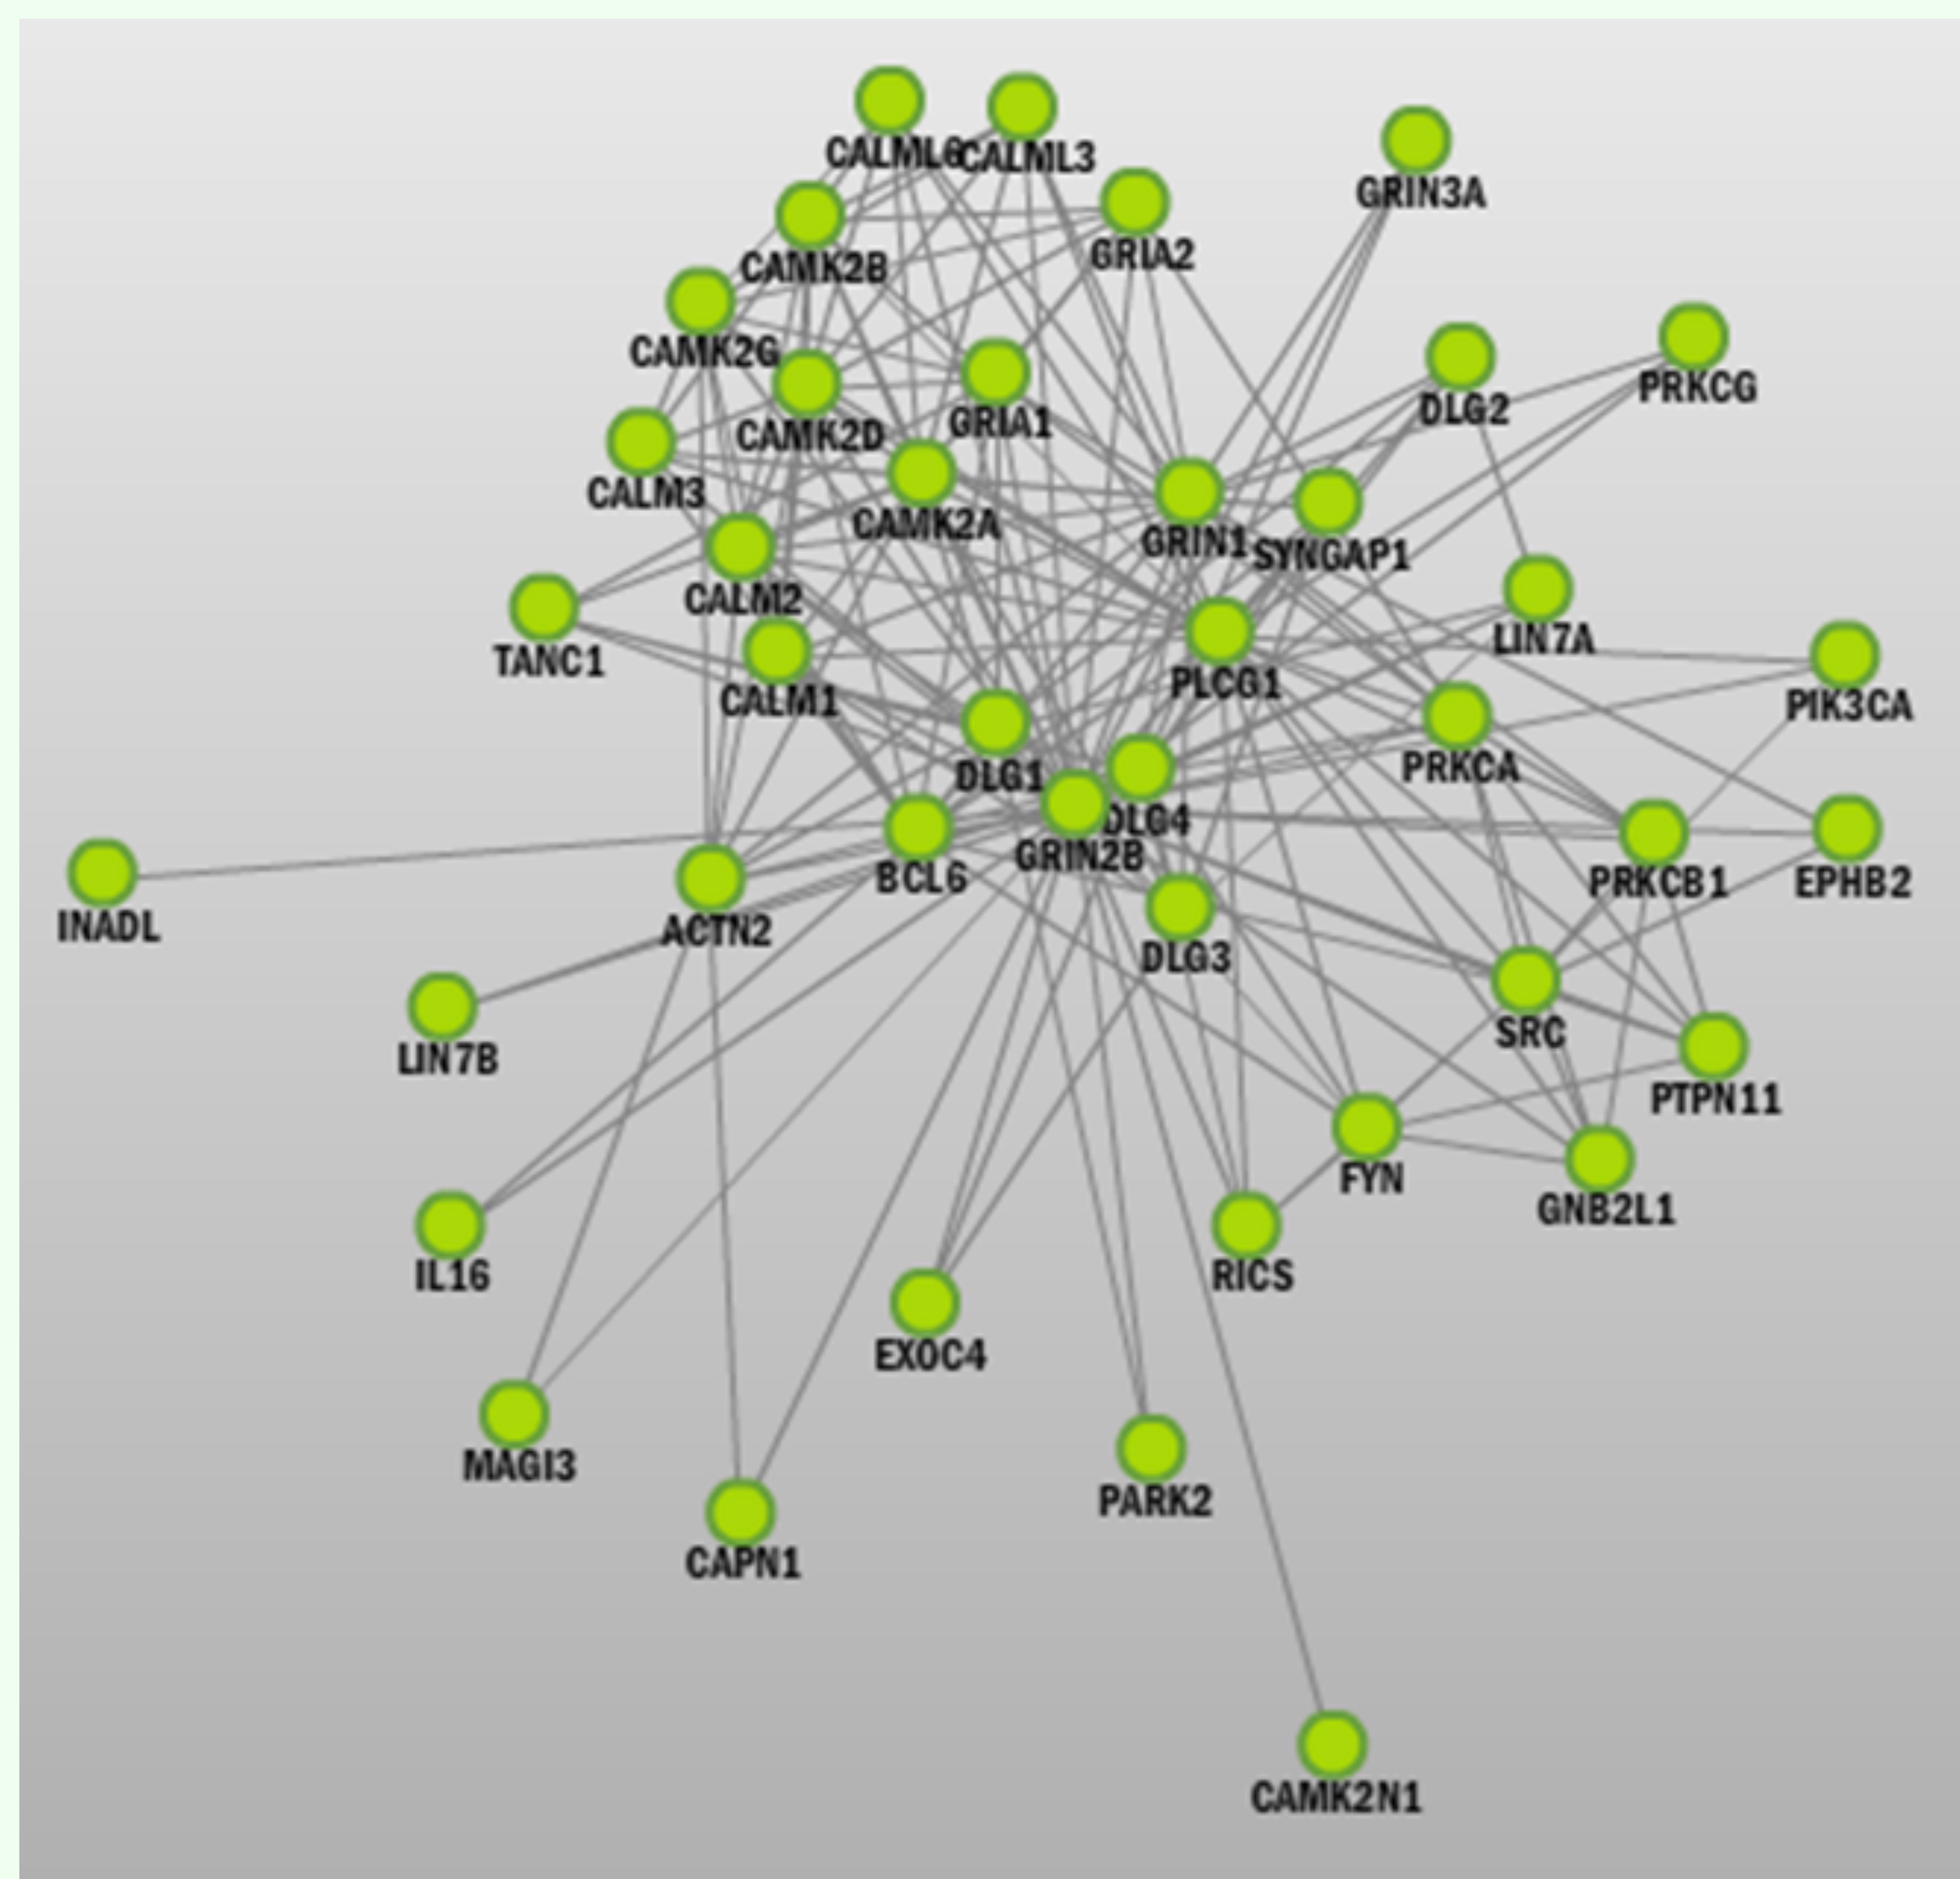 CALML6
CALML3
GRIN3A
GRIA2
CAMK2B
CAMK2G
PRKCG
DLG2
GRIA1
CAMK2D
CALM3
CAMK2A
GRIN1
SYNGAP1
CALM2
LIN7A
TANC1
PLCG1
CALM1
PIK3CA
PRKCA
DLG1
DLG4
GRIN2B
BCL6
PRKCB1
EPHB2
INADL
ACTN2
DLG3
SRC
LIN7B
PTPN11
FYN
GNB2L1
IL16
RICS
EXOC4
MAGI3
PARK2
CAPN1
CAMK2N1